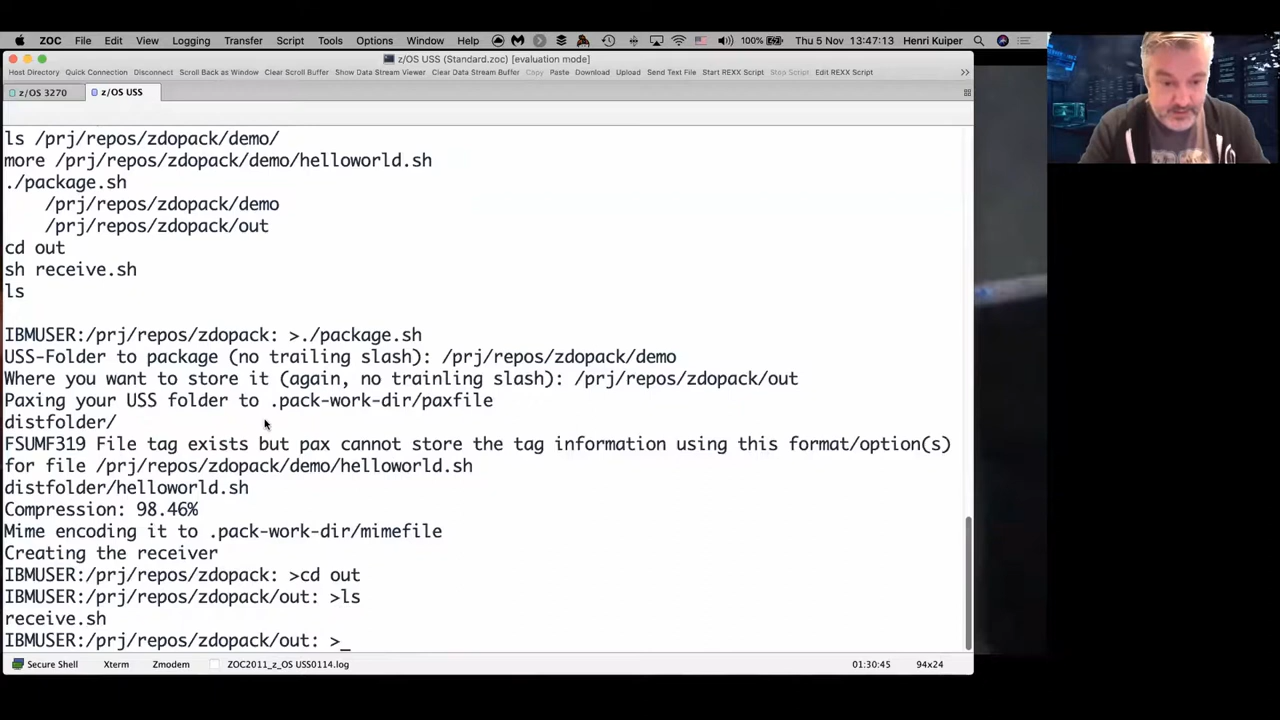 ZOC File Edit View Logging Transfer Script Tools Options Window Help 100% Thu 5 Nov 13:47:13 Henri Kuiper
z/OS USS (Standard.zoc) [evaluation mode]
Host Directory Quick Connection Disconnect Scroll Back as Window Clear Scroll Buffer Show Data Stream Viewer Clear Data Stream Buffer Copy Paste Download Upload Send Text File Start REXX Script Stop Script Edit REXX Script »
z/OS 3270 z/OS USS
ls /prj/repos/zdopack/demo/
more /prj/repos/zdopack/demo/helloworld.sh
./package.sh
/prj/repos/zdopack/demo
/prj/repos/zdopack/out
cd out
sh receive.sh
ls
IBMUSER:/prj/repos/zdopack: >./package.sh
USS-Folder to package (no trailing slash): /prj/repos/zdopack/demo
Where you want to store it (again, no trainling slash): /prj/repos/zdopack/out
Paxing your USS folder to .pack-work-dir/paxfile
distfolder/
FSUMF319 File tag exists but pax cannot store the tag information using this format/option(s)
for file /prj/repos/zdopack/demo/helloworld.sh
distfolder/helloworld.sh
Compression: 98.46%
Mime encoding it to .pack-work-dir/mimefile
Creating the receiver
IBMUSER:/prj/repos/zdopack: >cd out
IBMUSER:/prj/repos/zdopack/out: >ls
receive.sh
IBMUSER:/prj/repos/zdopack/out: >_
Secure Shell Xterm Zmodem ZOC2011_z_OS USS0114.log 01:30:45 94x24